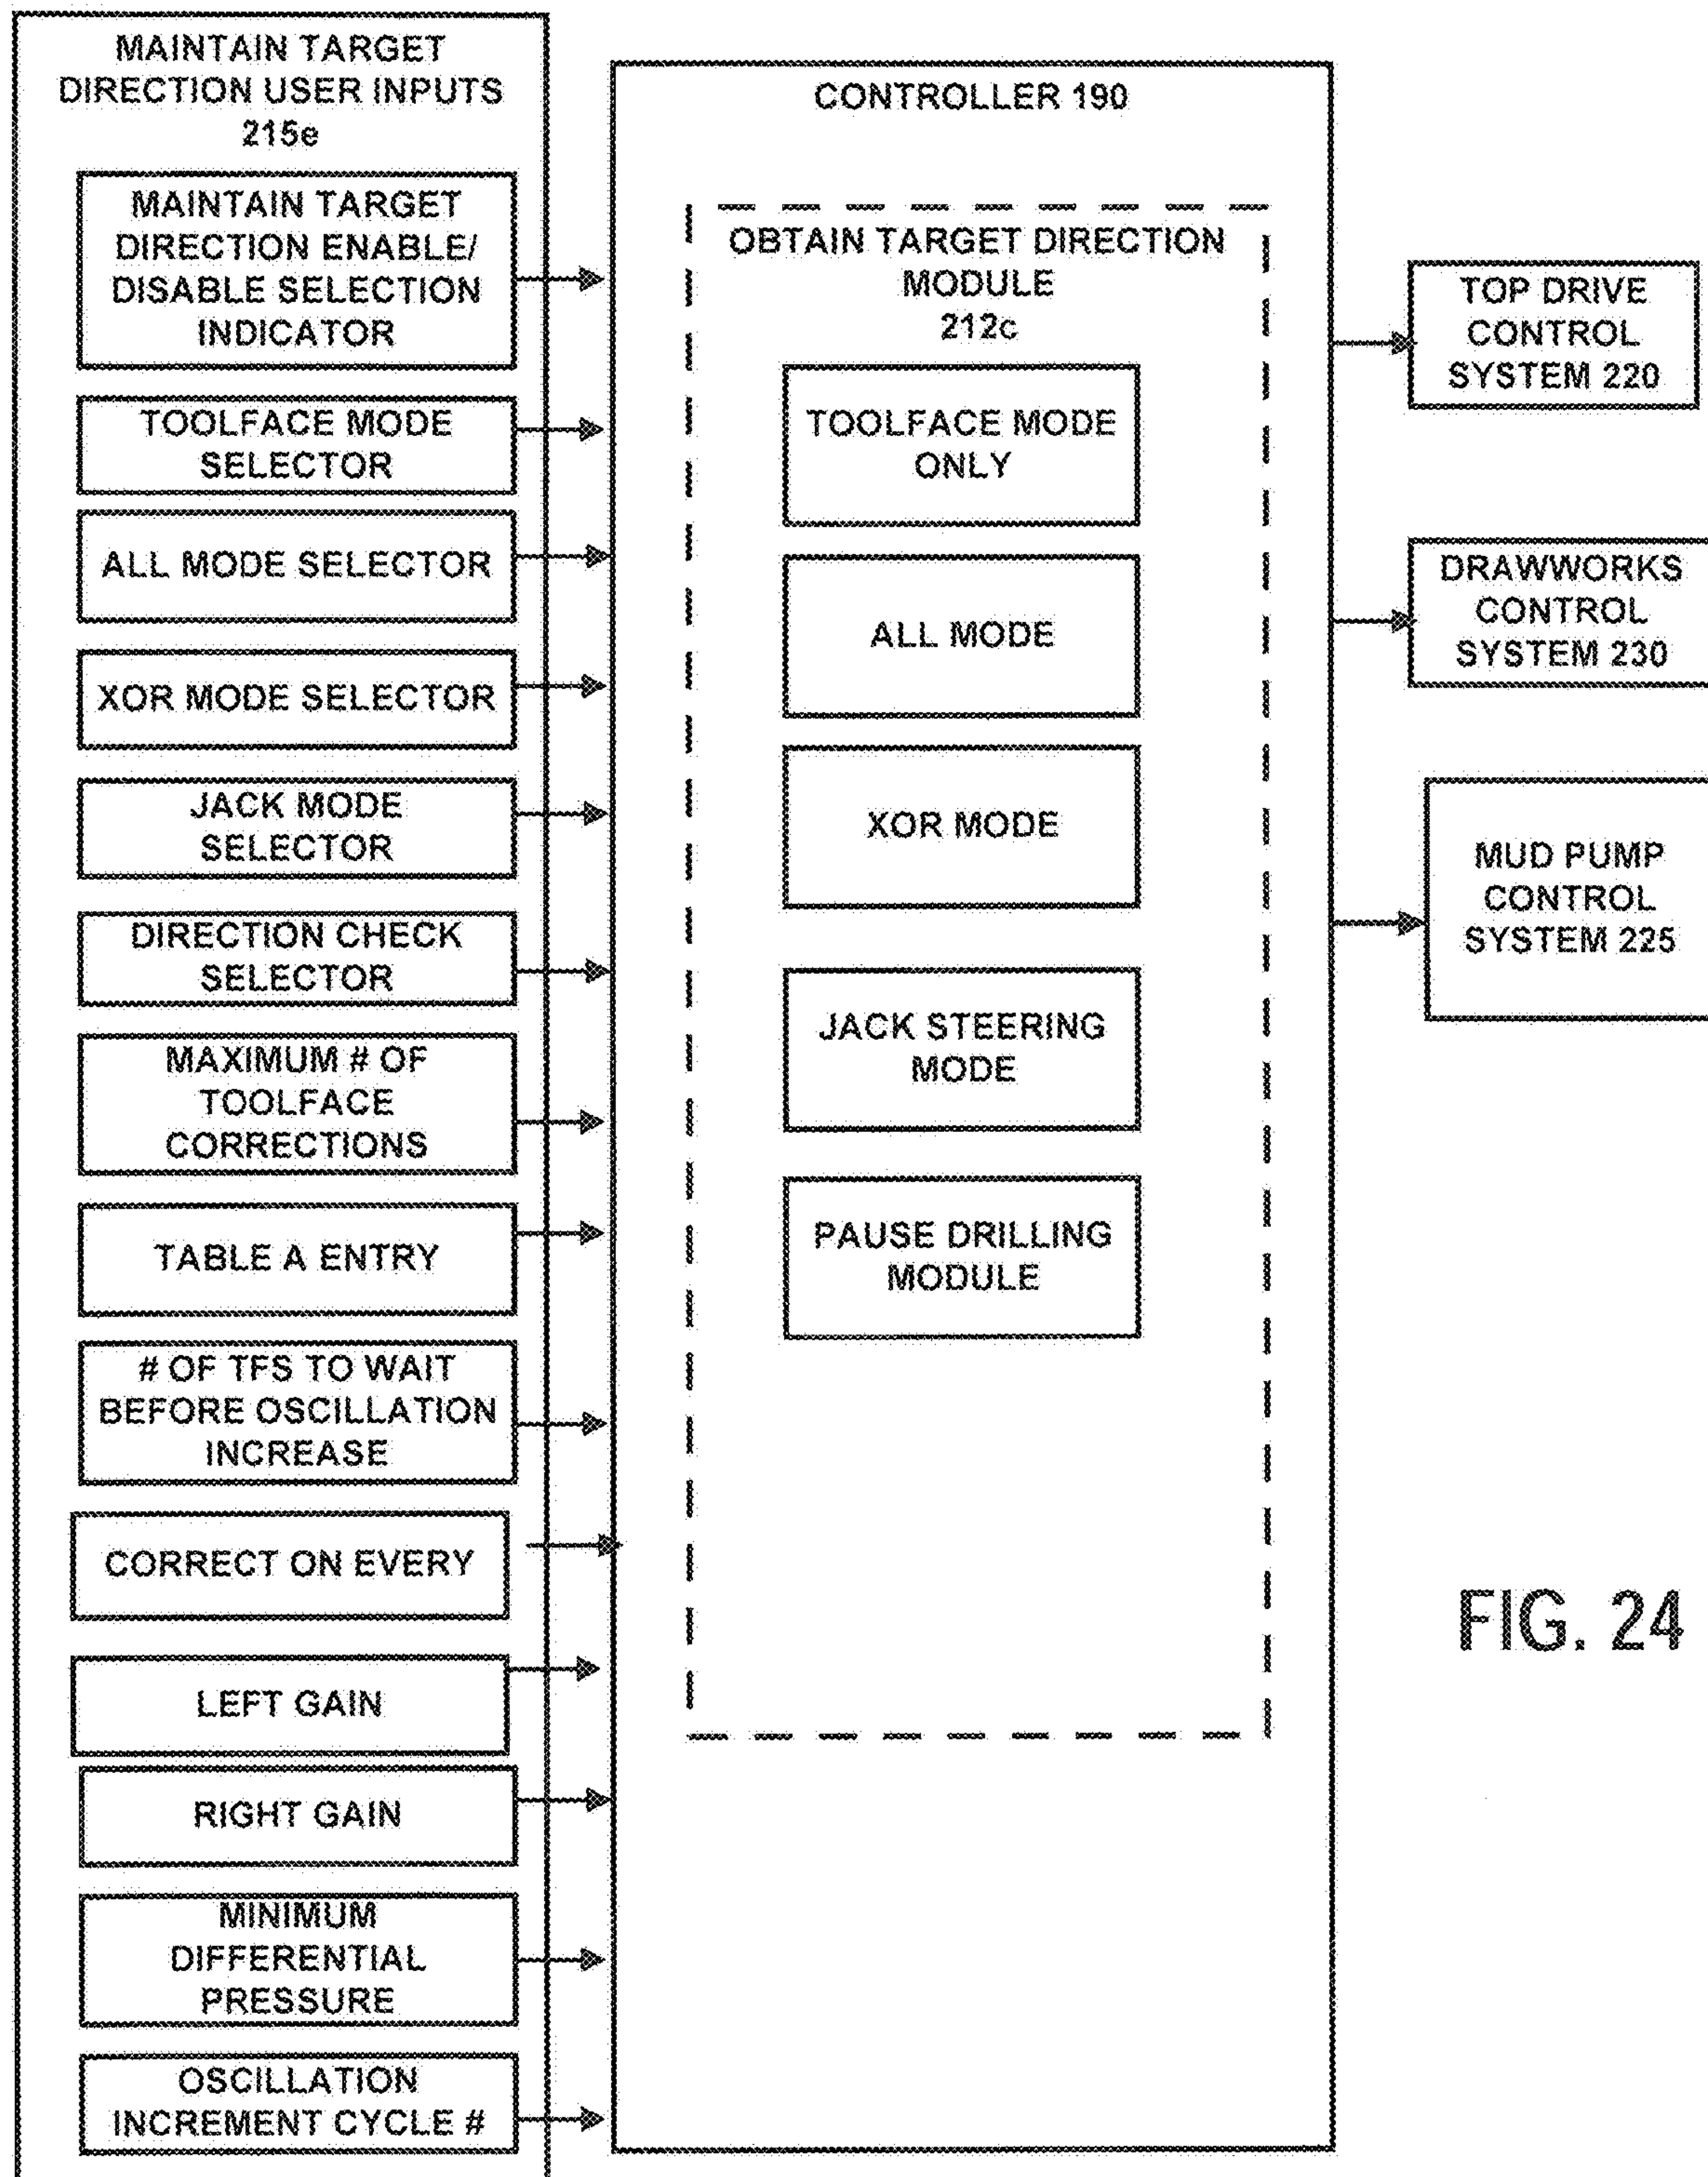 MAINTAIN TARGET
DIRECTION USER INPUTS
215e
MAINTAIN TARGET
DIRECTION ENABLE/
DISABLE SELECTION
INDICATOR
TOOLFACE MODE
SELECTOR
ALL MODE SELECTOR
XOR MODE SELECTOR
JACK MODE
SELECTOR
DIRECTION CHECK
SELECTOR
MAXIMUM # OF
TOOLFACE
CORRECTIONS
TABLE A ENTRY
# OF TFS TO WAIT
BEFORE OSCILLATION
INCREASE
CORRECT ON EVERY
LEFT GAIN
RIGHT GAIN
MINIMUM
DIFFERENTIAL
PRESSURE
OSCILLATION
INCREMENT CYCLE #
CONTROLLER 190
OBTAIN TARGET DIRECTION
MODULE
212c
TOOLFACE MODE
ONLY
ALL MODE
XOR MODE
JACK STEERING
MODE
PAUSE DRILLING
MODULE
TOP DRIVE
CONTROL
SYSTEM 220
DRAWWORKS
CONTROL
SYSTEM 230
MUD PUMP
CONTROL
SYSTEM 225
FIG. 24